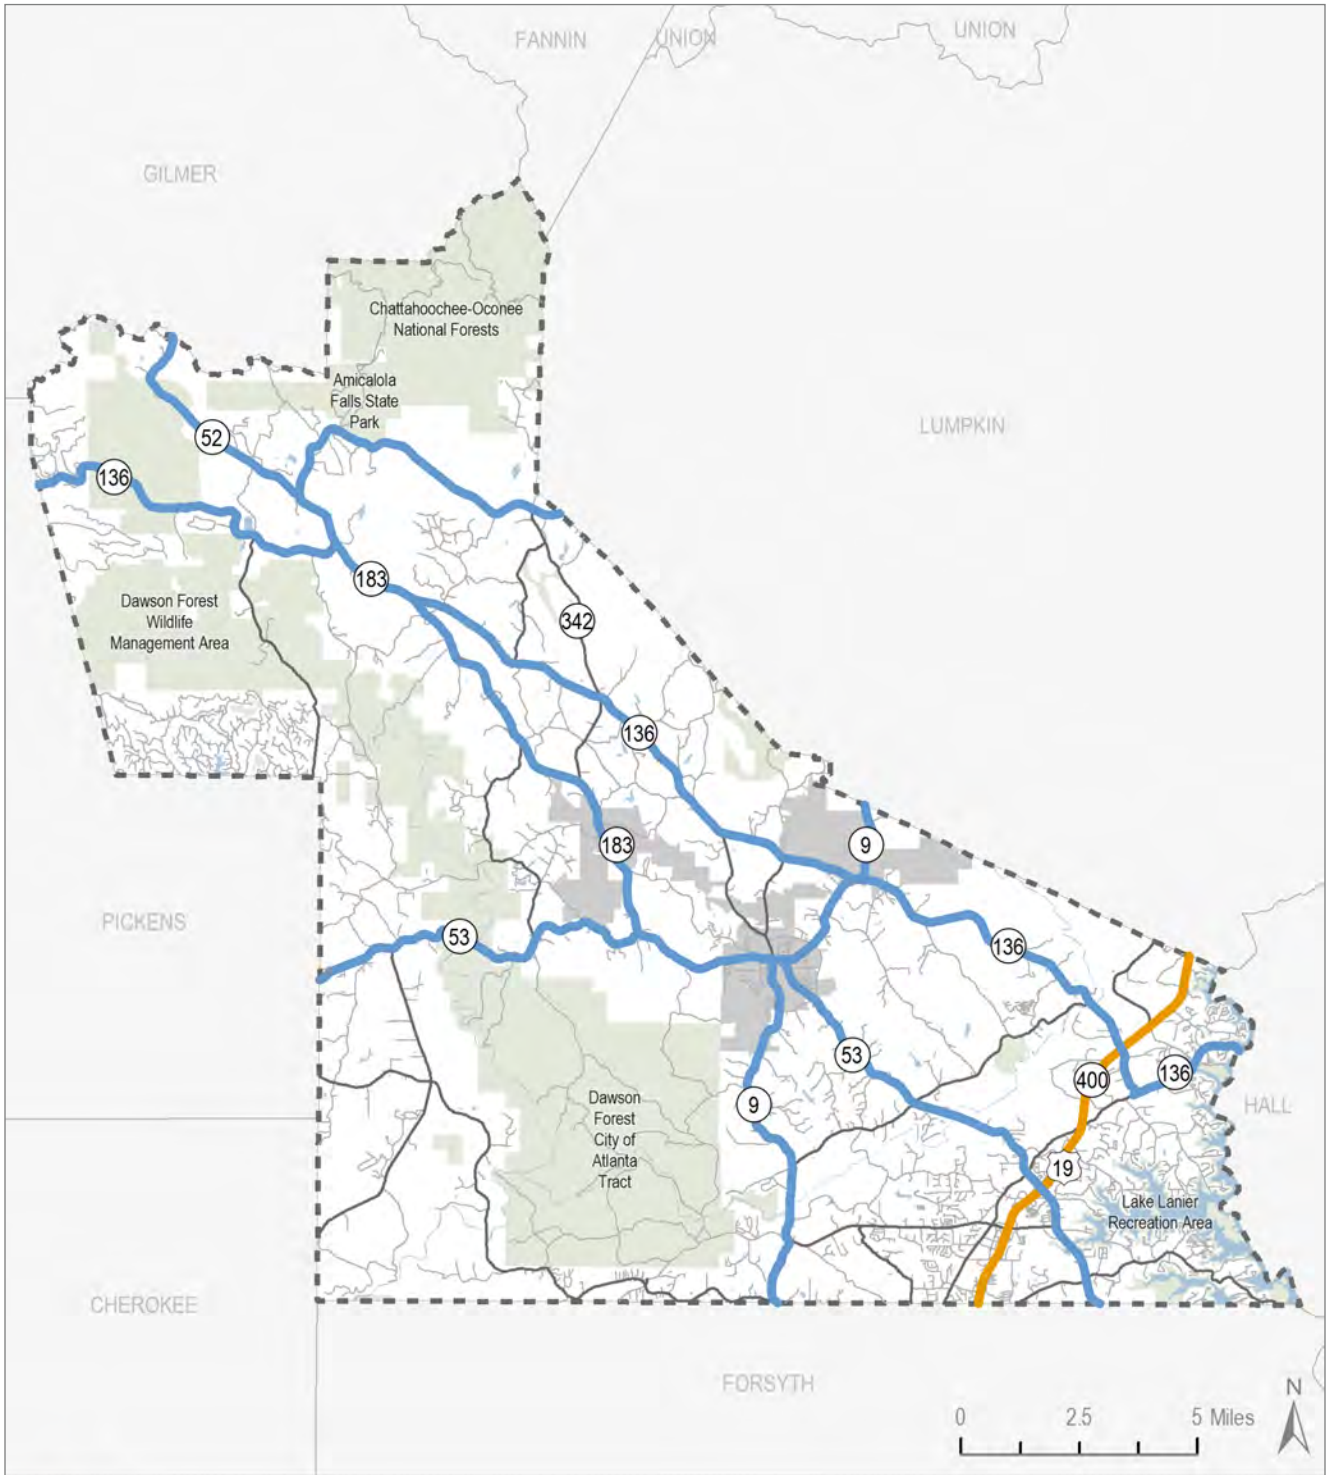 FANNIN
UNION
UNION
GILMER
Chattahoochee-Oconee
National Forests
Amicalola
Falls State
Park
LUMPKIN
52
136
183
Dawson Forest
Wildlife
Management Area
342
136
183
9
PICKENS
53
136
53
400
136
9
HALL
Dawson
Forest
City of
Atlanta
Tract
19
Lake Lanier
Recreation Area
CHEROKEE
FORSYTH
N
0 2.5 5 Miles